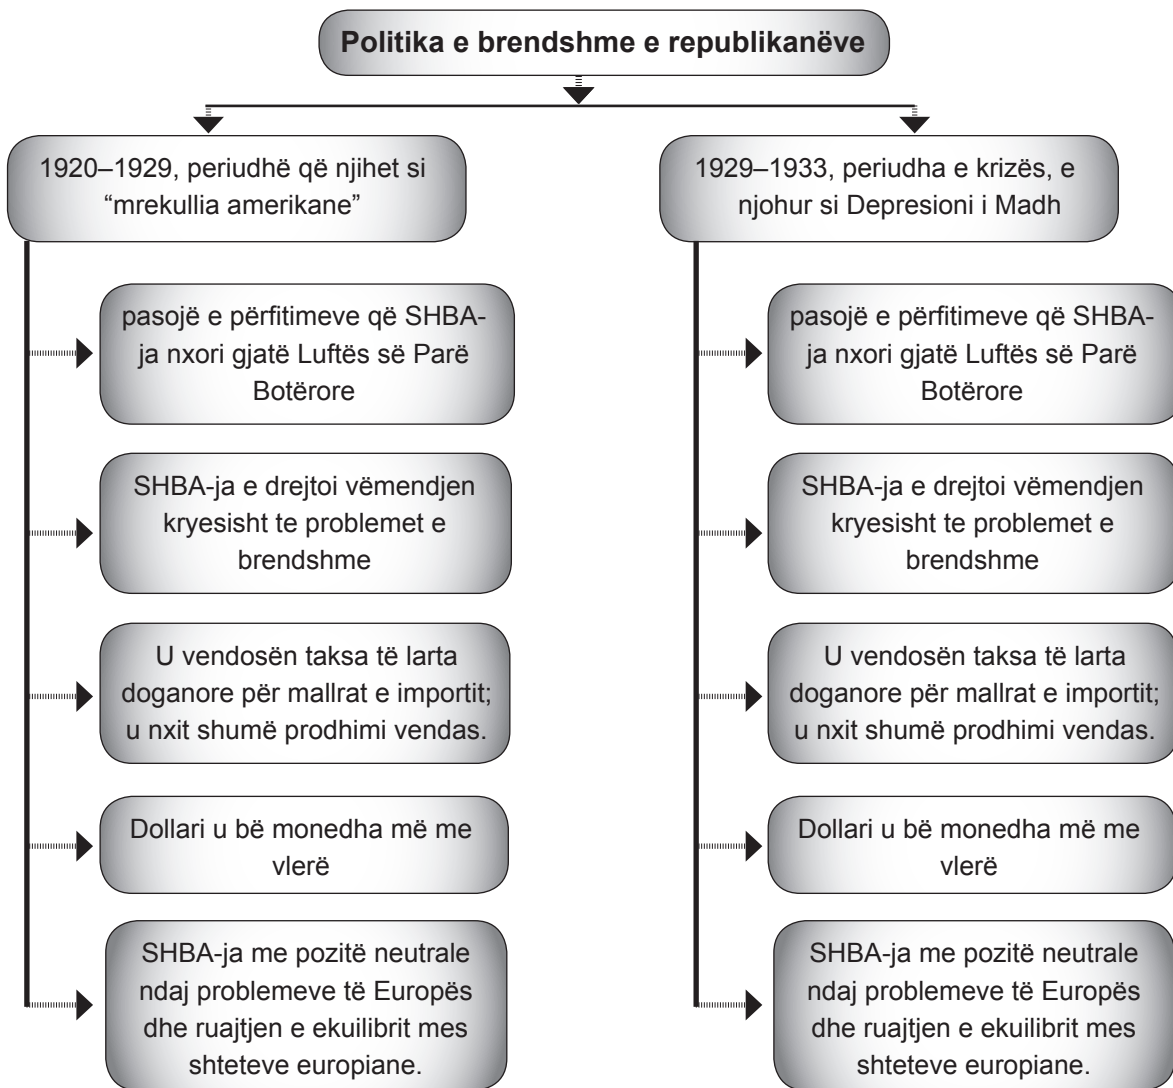 Politika e brendshme e republikanëve
1920–1929, periudhë që njihet si
“mrekullia amerikane”
pasojë e përfitimeve që SHBA-
ja nxori gjatë Luftës së Parë
Botërore
SHBA-ja e drejtoi vëmendjen
kryesisht te problemet e
brendshme
U vendosën taksa të larta
doganore për mallrat e importit;
u nxit shumë prodhimi vendas.
Dollari u bë monedha më me
vlerë
SHBA-ja me pozitë neutrale
ndaj problemeve të Europës
dhe ruajtjen e ekuilibrit mes
shteteve europiane.
1929–1933, periudha e krizës, e
njohur si Depresioni i Madh
pasojë e përfitimeve që SHBA-
ja nxori gjatë Luftës së Parë
Botërore
SHBA-ja e drejtoi vëmendjen
kryesisht te problemet e
brendshme
U vendosën taksa të larta
doganore për mallrat e importit;
u nxit shumë prodhimi vendas.
Dollari u bë monedha më me
vlerë
SHBA-ja me pozitë neutrale
ndaj problemeve të Europës
dhe ruajtjen e ekuilibrit mes
shteteve europiane.